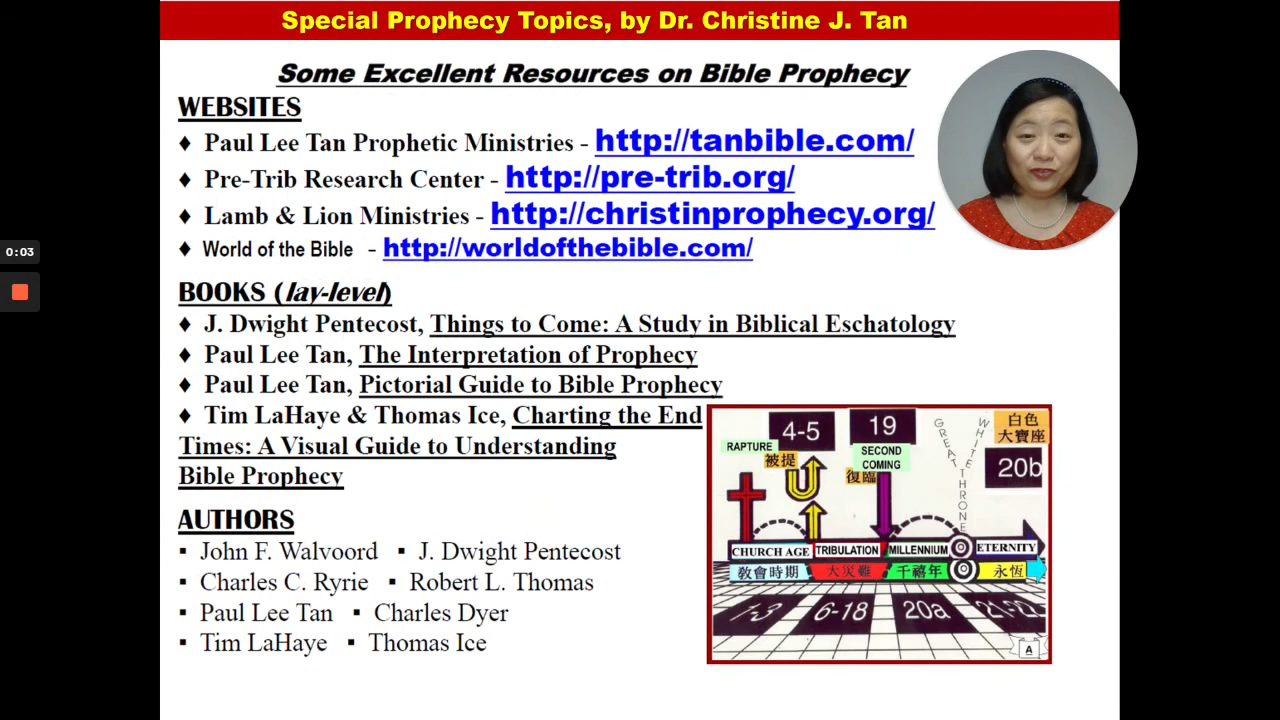 Special Prophecy Topics, by Dr. Christine J. Tan
Some Excellent Resources on Bible Prophecy
WEBSITES
♦ Paul Lee Tan Prophetic Ministries - http://tanbible.com/
♦ Pre-Trib Research Center - http://pre-trib.org/
♦ Lamb & Lion Ministries - http://christinprophecy.org/
♦ World of the Bible - http://worldofthebible.com/
0:03
BOOKS (lay-level)
♦ J. Dwight Pentecost, Things to Come: A Study in Biblical Eschatology
♦ Paul Lee Tan, The Interpretation of Prophecy
♦ Paul Lee Tan, Pictorial Guide to Bible Prophecy
♦ Tim LaHaye & Thomas Ice, Charting the End
Times: A Visual Guide to Understanding
Bible Prophecy
AUTHORS
▪ John F. Walvoord ▪ J. Dwight Pentecost
▪ Charles C. Ryrie ▪ Robert L. Thomas
▪ Paul Lee Tan ▪ Charles Dyer
▪ Tim LaHaye ▪ Thomas Ice
4-5
19
白色
大寶座
RAPTURE
被提
SECOND
COMING
復臨
GREAT WHITE THRONE
20b
CHURCH AGE TRIBULATION MILLENNIUM ETERNITY
教會時期 大災難 千禧年 永恆
1-3 6-18 20a 21-22
A